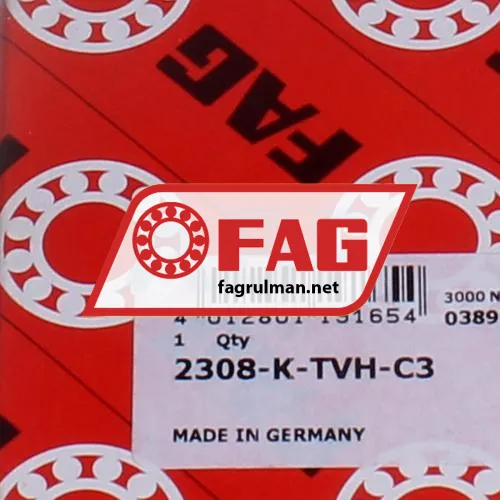 FAG
FAG
fagrulman.net
4 012801 151654
3000 N
0389
1 Qty
2308-K-TVH-C3
MADE IN GERMANY